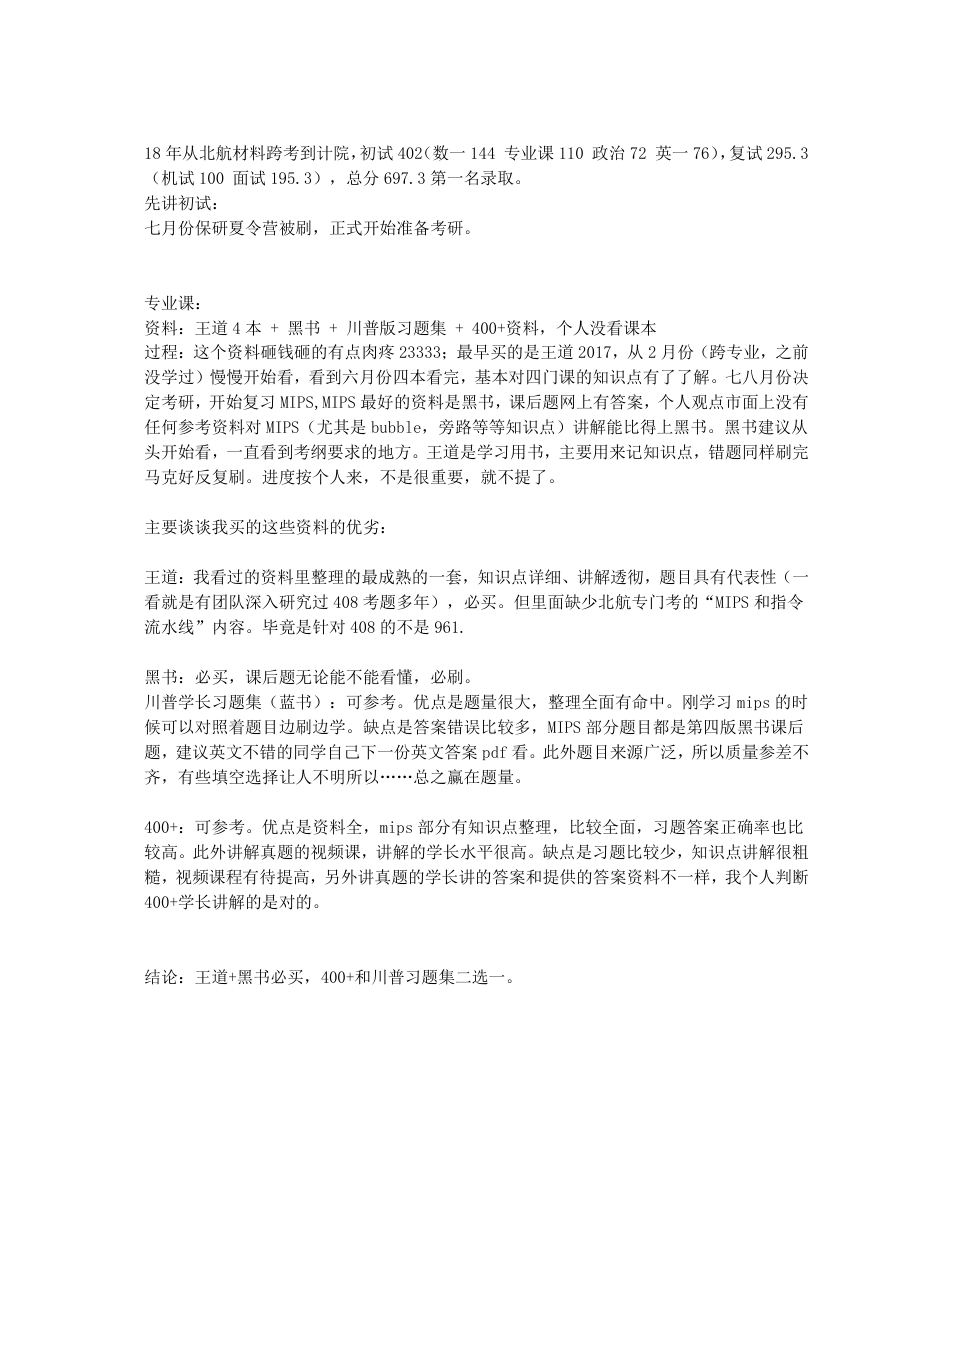 18 年从北航材料跨考到计院，初试 402（数一 144 专业课 110 政治 72 英一 76），复试 295.3
（机试 100 面试 195.3），总分 697.3 第一名录取。
先讲初试：
七月份保研夏令营被刷，正式开始准备考研。
专业课：
资料：王道 4 本 + 黑书 + 川普版习题集 + 400+资料，个人没看课本
过程：这个资料砸钱砸的有点肉疼 23333；最早买的是王道 2017，从 2 月份（跨专业，之前
没学过）慢慢开始看，看到六月份四本看完，基本对四门课的知识点有了了解。七八月份决
定考研，开始复习 MIPS,MIPS 最好的资料是黑书，课后题网上有答案，个人观点市面上没有
任何参考资料对 MIPS（尤其是 bubble，旁路等等知识点）讲解能比得上黑书。黑书建议从
头开始看，一直看到考纲要求的地方。王道是学习用书，主要用来记知识点，错题同样刷完
马克好反复刷。进度按个人来，不是很重要，就不提了。
主要谈谈我买的这些资料的优劣：
王道：我看过的资料里整理的最成熟的一套，知识点详细、讲解透彻，题目具有代表性（一
看就是有团队深入研究过 408 考题多年），必买。但里面缺少北航专门考的“MIPS 和指令
流水线”内容。毕竟是针对 408 的不是 961.
黑书：必买，课后题无论能不能看懂，必刷。
川普学长习题集（蓝书）：可参考。优点是题量很大，整理全面有命中。刚学习 mips 的时
候可以对照着题目边刷边学。缺点是答案错误比较多，MIPS 部分题目都是第四版黑书课后
题，建议英文不错的同学自己下一份英文答案 pdf 看。此外题目来源广泛，所以质量参差不
齐，有些填空选择让人不明所以……总之赢在题量。
400+：可参考。优点是资料全，mips 部分有知识点整理，比较全面，习题答案正确率也比
较高。此外讲解真题的视频课，讲解的学长水平很高。缺点是习题比较少，知识点讲解很粗
糙，视频课程有待提高，另外讲真题的学长讲的答案和提供的答案资料不一样，我个人判断
400+学长讲解的是对的。
结论：王道+黑书必买，400+和川普习题集二选一。